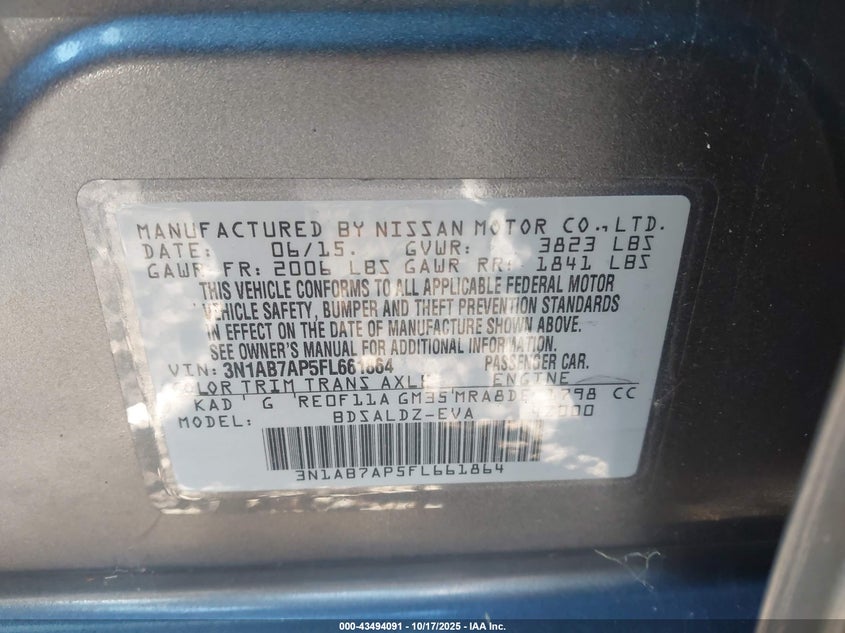 MANUFACTURED BY NISSAN MOTOR CO.,LTD.
DATE: 06/15. GVWR: 3823 LBS
GAWR FR: 2006 LBS GAWR RR: 1841 LBS
THIS VEHICLE CONFORMS TO ALL APPLICABLE FEDERAL MOTOR
VEHICLE SAFETY, BUMPER AND THEFT PREVENTION STANDARDS
IN EFFECT ON THE DATE OF MANUFACTURE SHOWN ABOVE.
SEE OWNER'S MANUAL FOR ADDITIONAL INFORMATION.
VIN: 3N1AB7AP5FL661864 PASSENGER CAR.
COLOR TRIM TRANS AXLE ENGINE
KAD G RE0F11A GM35 MRA8DE 1798 CC
MODEL: BDSALDZ-EVA
3N1AB7AP5FL661864
000-43494091 - 10/17/2025 - IAA Inc.